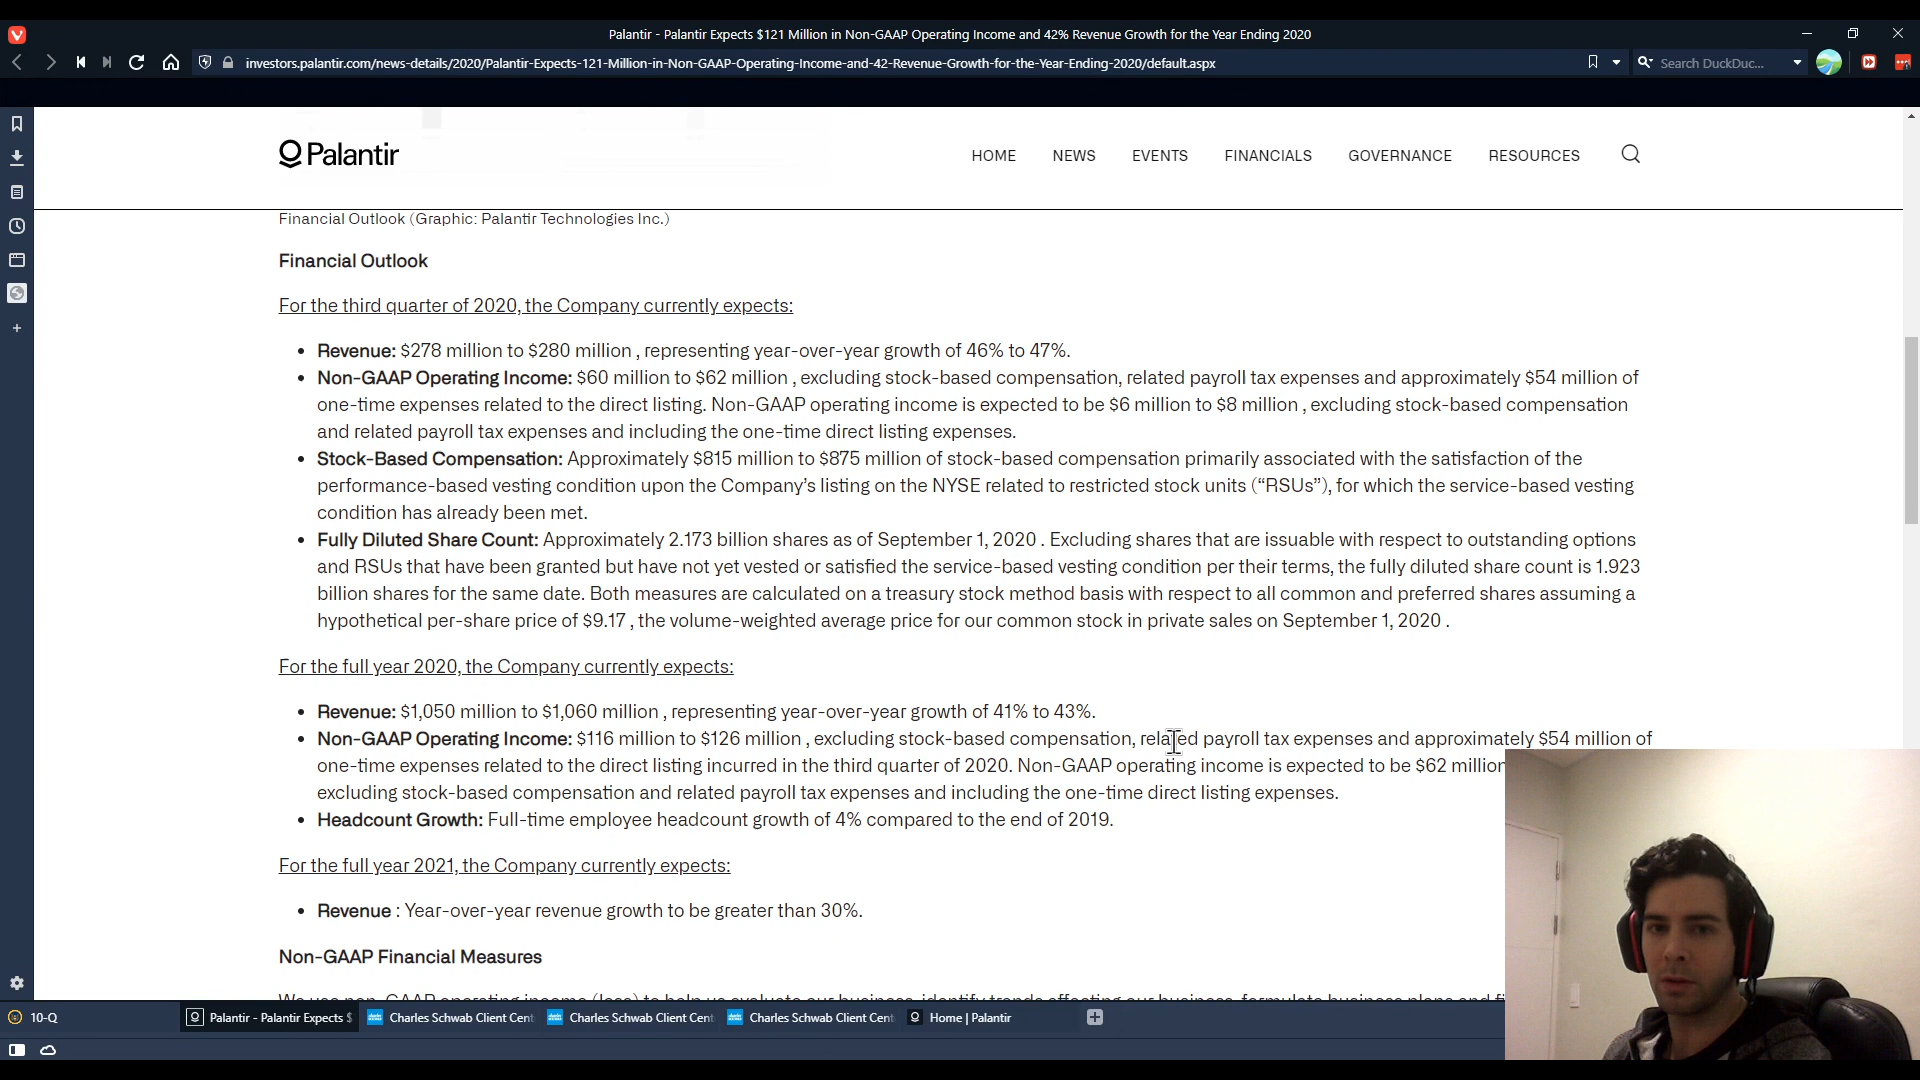 Palantir - Palantir Expects $121 Million in Non-GAAP Operating Income and 42% Revenue Growth for the Year Ending 2020
investors.palantir.com/news-details/2020/Palantir-Expects-121-Million-in-Non-GAAP-Operating-Income-and-42-Revenue-Growth-for-the-Year-Ending-2020/default.aspx
Search DuckDuc...
Palantir
HOME NEWS EVENTS FINANCIALS GOVERNANCE RESOURCES
Financial Outlook (Graphic: Palantir Technologies Inc.)
Financial Outlook
For the third quarter of 2020, the Company currently expects:
• Revenue: $278 million to $280 million , representing year-over-year growth of 46% to 47%.
• Non-GAAP Operating Income: $60 million to $62 million , excluding stock-based compensation, related payroll tax expenses and approximately $54 million of
one-time expenses related to the direct listing. Non-GAAP operating income is expected to be $6 million to $8 million , excluding stock-based compensation
and related payroll tax expenses and including the one-time direct listing expenses.
• Stock-Based Compensation: Approximately $815 million to $875 million of stock-based compensation primarily associated with the satisfaction of the
performance-based vesting condition upon the Company's listing on the NYSE related to restricted stock units ("RSUs"), for which the service-based vesting
condition has already been met.
• Fully Diluted Share Count: Approximately 2.173 billion shares as of September 1, 2020 . Excluding shares that are issuable with respect to outstanding options
and RSUs that have been granted but have not yet vested or satisfied the service-based vesting condition per their terms, the fully diluted share count is 1.923
billion shares for the same date. Both measures are calculated on a treasury stock method basis with respect to all common and preferred shares assuming a
hypothetical per-share price of $9.17 , the volume-weighted average price for our common stock in private sales on September 1, 2020 .
For the full year 2020, the Company currently expects:
• Revenue: $1,050 million to $1,060 million , representing year-over-year growth of 41% to 43%.
• Non-GAAP Operating Income: $116 million to $126 million , excluding stock-based compensation, related payroll tax expenses and approximately $54 million of
one-time expenses related to the direct listing incurred in the third quarter of 2020. Non-GAAP operating income is expected to be $62 million
excluding stock-based compensation and related payroll tax expenses and including the one-time direct listing expenses.
• Headcount Growth: Full-time employee headcount growth of 4% compared to the end of 2019.
For the full year 2021, the Company currently expects:
• Revenue : Year-over-year revenue growth to be greater than 30%.
Non-GAAP Financial Measures
10-Q
Palantir - Palantir Expects $
Charles Schwab Client Cent
Charles Schwab Client Cent
Charles Schwab Client Cent
Home | Palantir